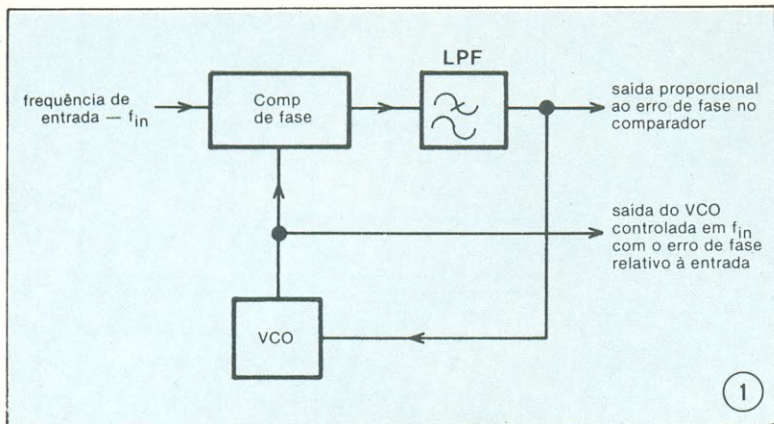 LPF
frequência de
entrada — fin
Comp
de fase
saída proporcional
ao erro de fase no
comparador
saída do VCO
controlada em fin
com o erro de fase
relativo à entrada
VCO
1